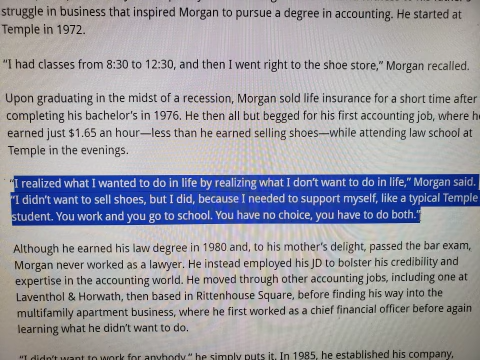 struggle in business that inspired Morgan to pursue a degree in accounting. He started at
Temple in 1972.
“I had classes from 8:30 to 12:30, and then I went right to the shoe store,” Morgan recalled.
Upon graduating in the midst of a recession, Morgan sold life insurance for a short time after
completing his bachelor’s in 1976. He then all but begged for his first accounting job, where he
earned just $1.65 an hour—less than he earned selling shoes—while attending law school at
Temple in the evenings.
“I realized what I wanted to do in life by realizing what I don’t want to do in life,” Morgan said.
“I didn’t want to sell shoes, but I did, because I needed to support myself, like a typical Temple
student. You work and you go to school. You have no choice, you have to do both.”
Although he earned his law degree in 1980 and, to his mother’s delight, passed the bar exam,
Morgan never worked as a lawyer. He instead employed his JD to bolster his credibility and
expertise in the accounting world. He moved through other accounting jobs, including one at
Laventhol & Horwath, then based in Rittenhouse Square, before finding his way into the
multifamily apartment business, where he first worked as a chief financial officer before again
learning what he didn’t want to do.
“I didn’t want to work for anybody,” he simply puts it. In 1985, he established his company,